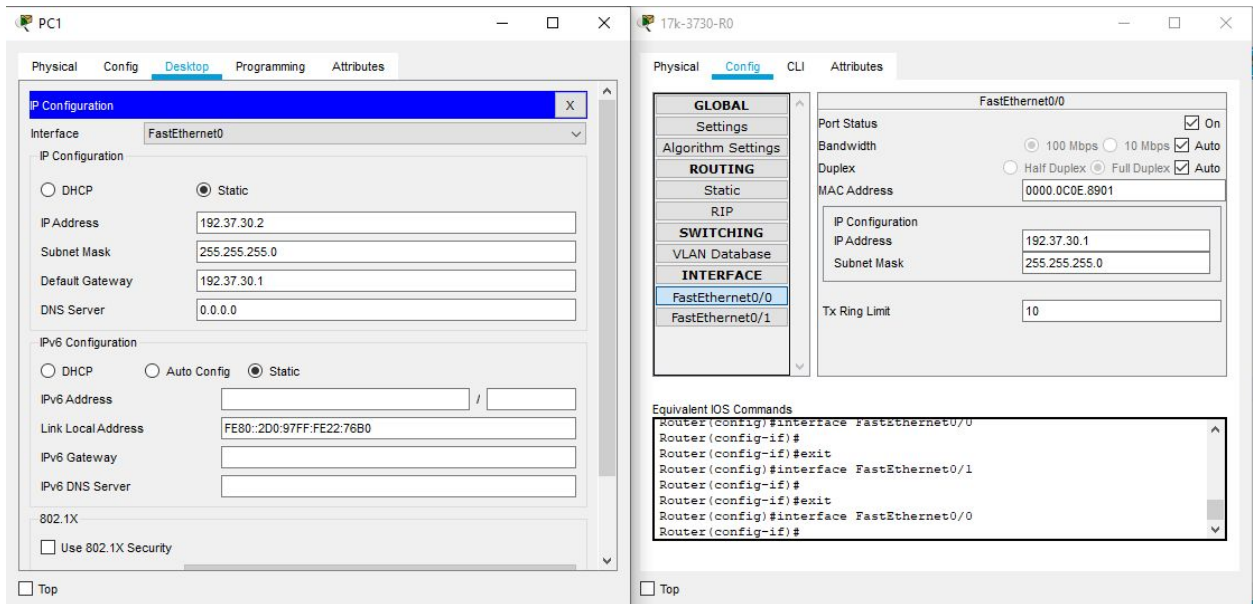 PC1
Physical Config Desktop Programming Attributes
IP Configuration X
Interface FastEthernet0
IP Configuration
DHCP Static
IP Address 192.37.30.2
Subnet Mask 255.255.255.0
Default Gateway 192.37.30.1
DNS Server 0.0.0.0
IPv6 Configuration
DHCP Auto Config Static
IPv6 Address /
Link Local Address FE80::2D0:97FF:FE22:76B0
IPv6 Gateway
IPv6 DNS Server
802.1X
Use 802.1X Security
Top
17k-3730-R0
Physical Config CLI Attributes
GLOBAL
Settings
Algorithm Settings
ROUTING
Static
RIP
SWITCHING
VLAN Database
INTERFACE
FastEthernet0/0
FastEthernet0/1
FastEthernet0/0
Port Status On
Bandwidth 100 Mbps 10 Mbps Auto
Duplex Half Duplex Full Duplex Auto
MAC Address 0000.0C0E.8901
IP Configuration
IP Address 192.37.30.1
Subnet Mask 255.255.255.0
Tx Ring Limit 10
Equivalent IOS Commands
Router(config)#interface FastEthernet0/0
Router(config-if)#
Router(config-if)#exit
Router(config)#interface FastEthernet0/1
Router(config-if)#
Router(config-if)#exit
Router(config)#interface FastEthernet0/0
Router(config-if)#
Top